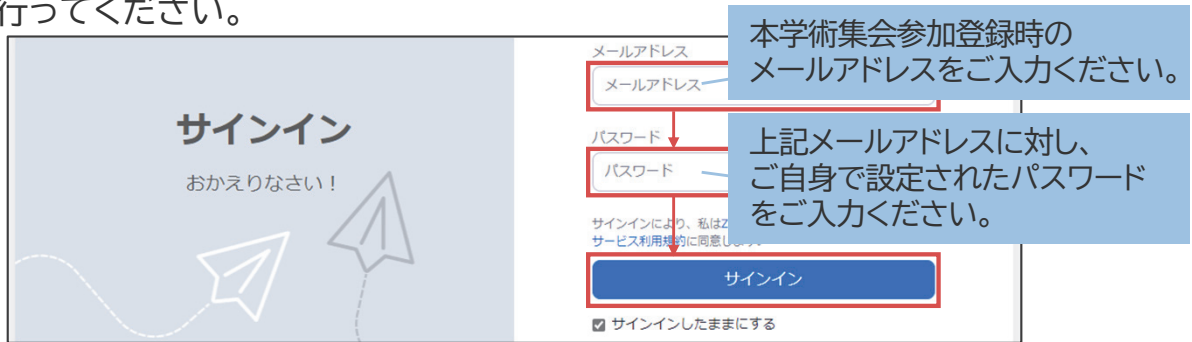 行ってください。
サインイン
おかえりなさい！
メールアドレス
メールアドレス
本学術集会参加登録時の
メールアドレスをご入力ください。
パスワード
パスワード
上記メールアドレスに対し、
ご自身で設定されたパスワード
をご入力ください。
サインインにより、私はZ
サービス利用規約に同意し
サインイン
サインインしたままにする